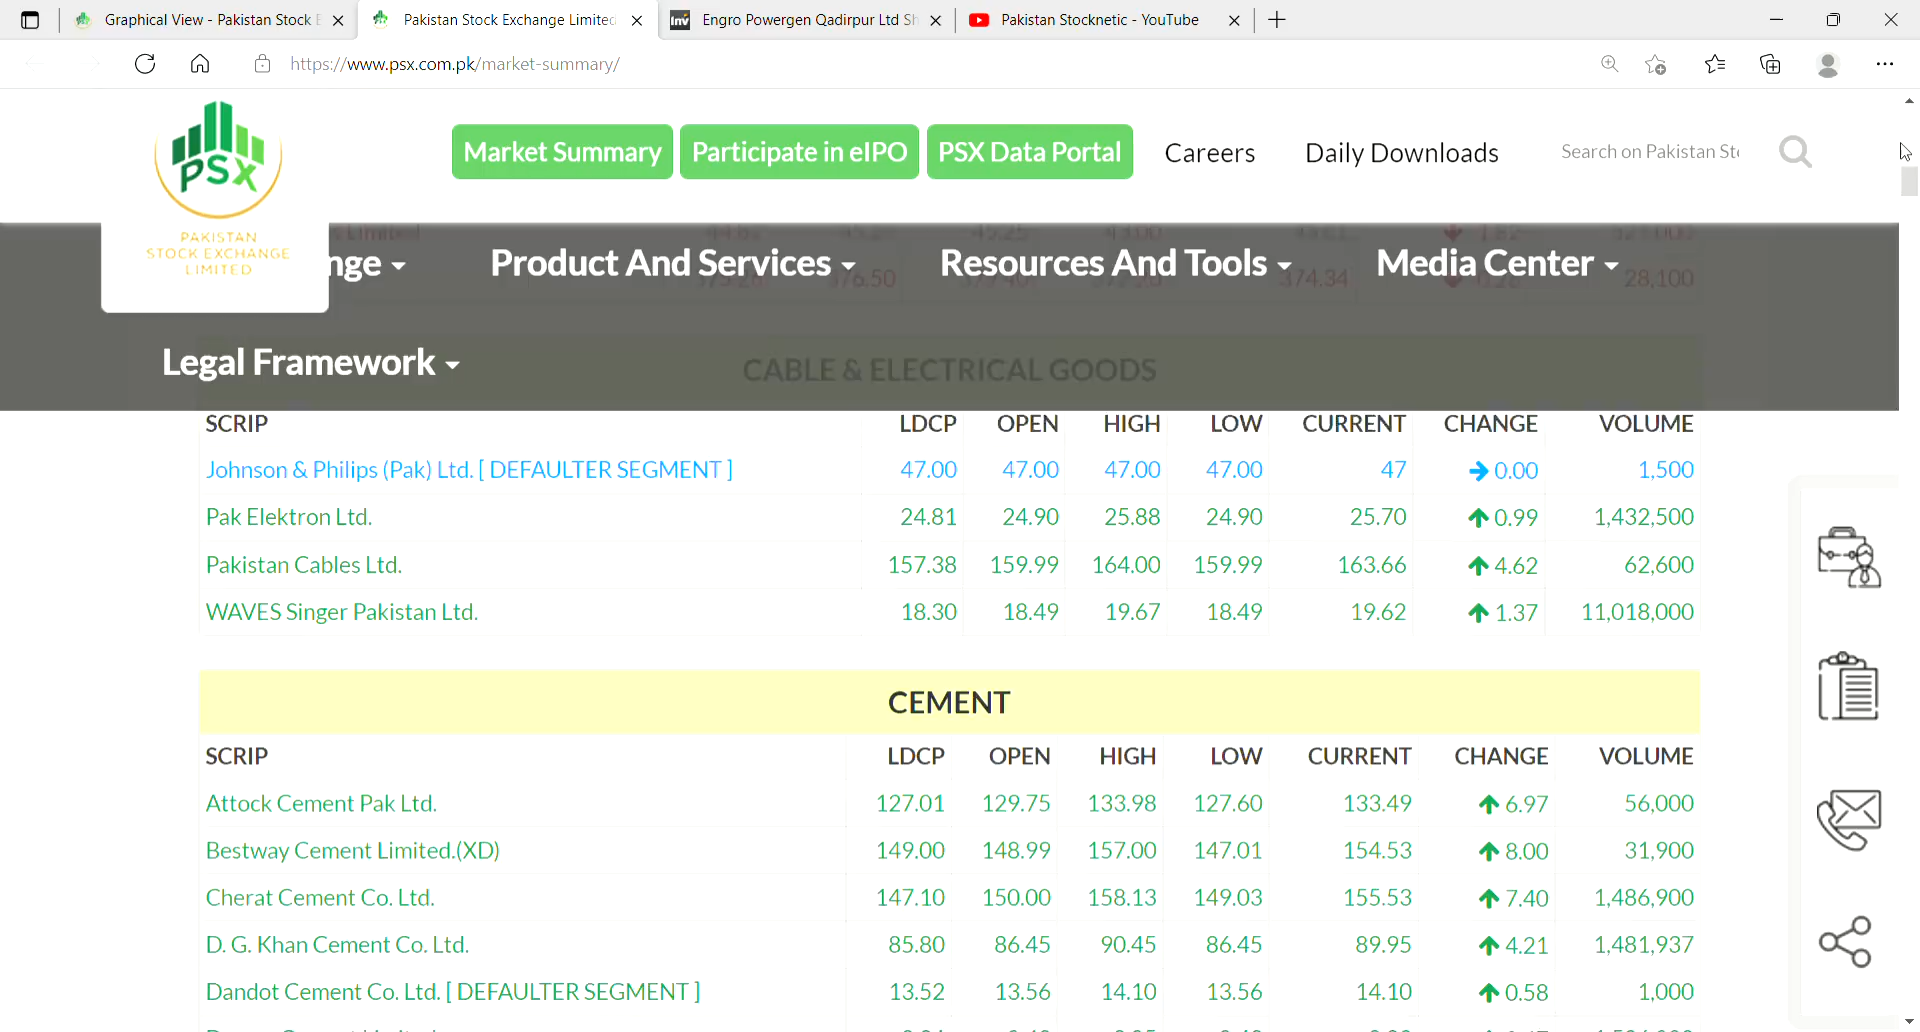 Graphical View - Pakistan Stock E
Pakistan Stock Exchange Limited
Engro Powergen Qadirpur Ltd Sh
Pakistan Stocknetic - YouTube
https://www.psx.com.pk/market-summary/
PSX
PAKISTAN
STOCK EXCHANGE
LIMITED
Market Summary
Participate in eIPO
PSX Data Portal
Careers
Daily Downloads
Search on Pakistan Sto
nge
Product And Services
Resources And Tools
Media Center
376.50 374.34 28,100
Legal Framework
CABLE & ELECTRICAL GOODS
SCRIP LDCP OPEN HIGH LOW CURRENT CHANGE VOLUME
Johnson & Philips (Pak) Ltd. [ DEFAULTER SEGMENT ] 47.00 47.00 47.00 47.00 47 0.00 1,500
Pak Elektron Ltd. 24.81 24.90 25.88 24.90 25.70 0.99 1,432,500
Pakistan Cables Ltd. 157.38 159.99 164.00 159.99 163.66 4.62 62,600
WAVES Singer Pakistan Ltd. 18.30 18.49 19.67 18.49 19.62 1.37 11,018,000
CEMENT
SCRIP LDCP OPEN HIGH LOW CURRENT CHANGE VOLUME
Attock Cement Pak Ltd. 127.01 129.75 133.98 127.60 133.49 6.97 56,000
Bestway Cement Limited.(XD) 149.00 148.99 157.00 147.01 154.53 8.00 31,900
Cherat Cement Co. Ltd. 147.10 150.00 158.13 149.03 155.53 7.40 1,486,900
D. G. Khan Cement Co. Ltd. 85.80 86.45 90.45 86.45 89.95 4.21 1,481,937
Dandot Cement Co. Ltd. [ DEFAULTER SEGMENT ] 13.52 13.56 14.10 13.56 14.10 0.58 1,000